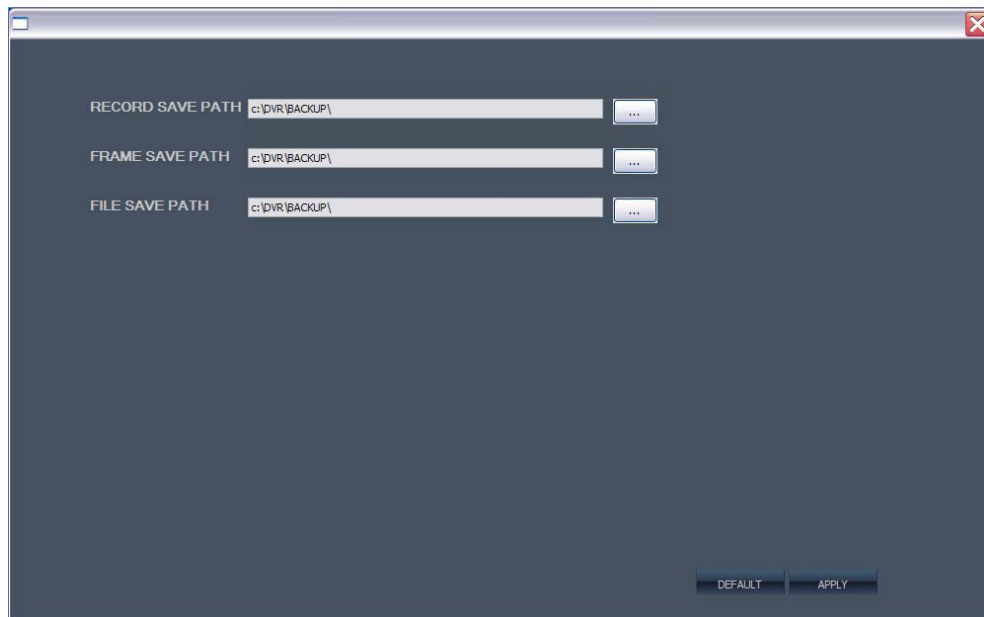 RECORD SAVE PATH c:\DVR\BACKUP\ ...
FRAME SAVE PATH c:\DVR\BACKUP\ ...
FILE SAVE PATH c:\DVR\BACKUP\ ...
DEFAULT APPLY